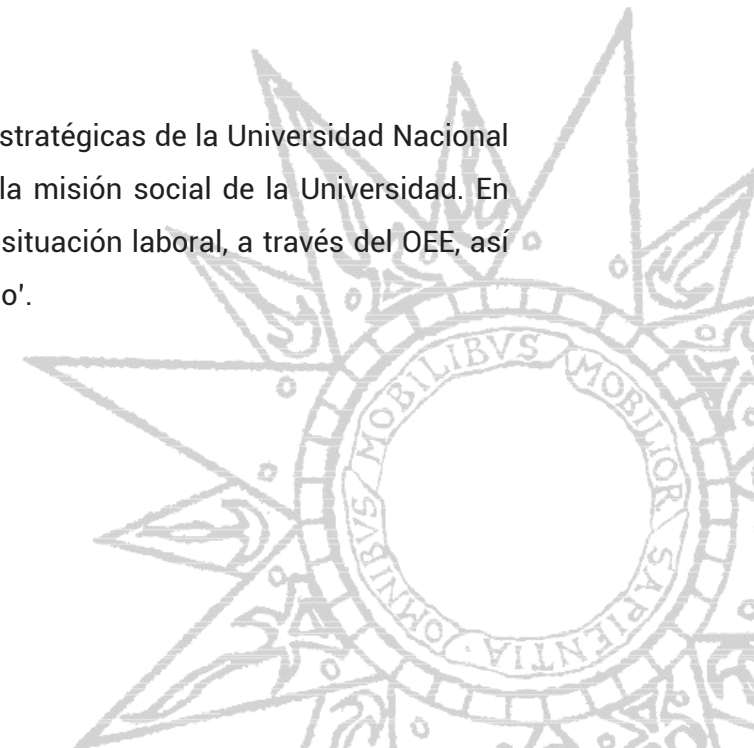 stratégicas de la Universidad Nacional
la misión social de la Universidad. En
situación laboral, a través del OEE, así
o'.
OMNIBVS MOBILIBVS MOBILIOR SAPIENTIA